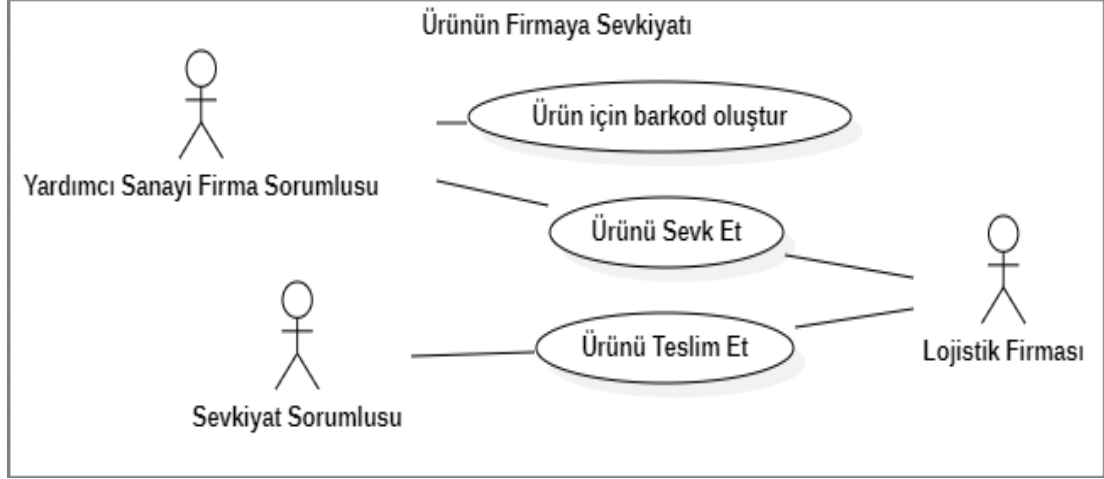 Ürünün Firmaya Sevkiyatı
Ürün için barkod oluştur
Yardımcı Sanayi Firma Sorumlusu
Ürünü Sevk Et
Ürünü Teslim Et
Lojistik Firması
Sevkiyat Sorumlusu